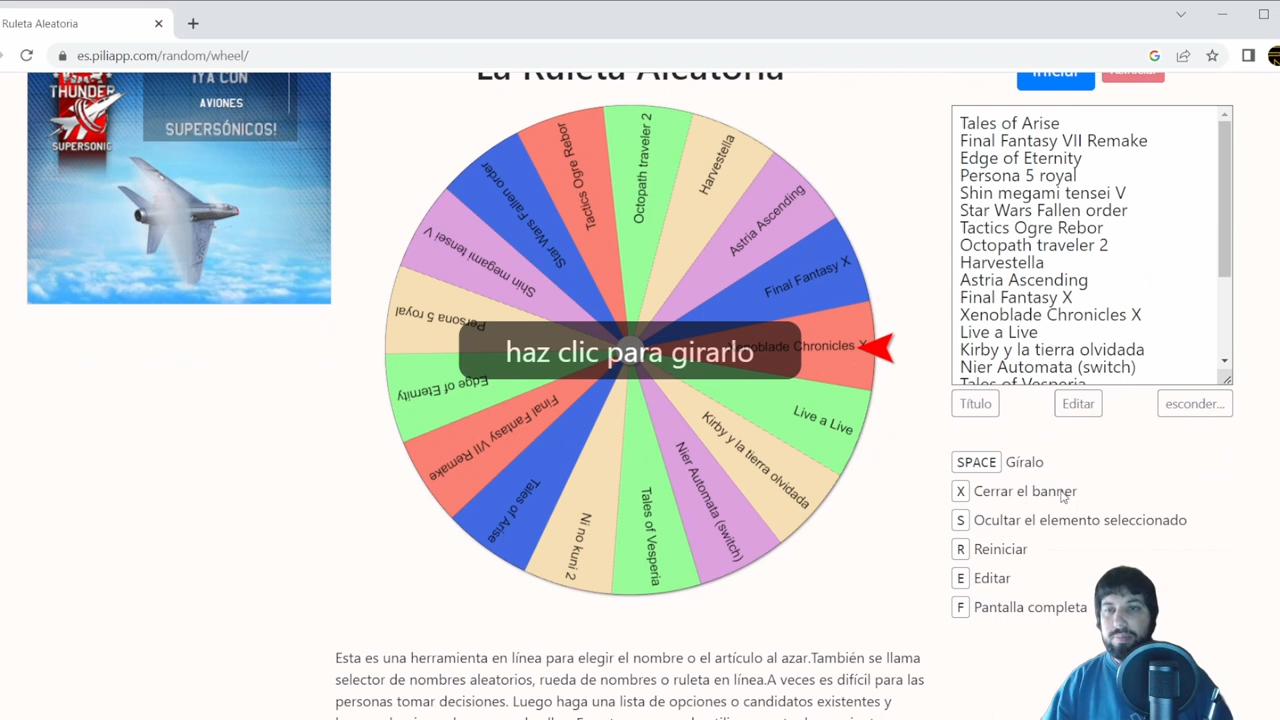 Ruleta Aleatoria
es.piliapp.com/random/wheel/
La Ruleta Aleatoria
Iniciar
THUNDER
SUPERSONIC
¡YA CON
AVIONES
SUPERSÓNICOS!
Octopath traveler 2
Harvestella
Astria Ascending
Final Fantasy X
Xenoblade Chronicles X
Live a Live
Kirby y la tierra olvidada
Nier Automata (switch)
Tales of Vesperia
Ni no kuni 2
Tales of Arise
Final Fantasy VII Remake
Edge of Eternity
Persona 5 royal
Shin megami tensei V
Star Wars Fallen order
Tactics Ogre Rebor
haz clic para girarlo
Tales of Arise
Final Fantasy VII Remake
Edge of Eternity
Persona 5 royal
Shin megami tensei V
Star Wars Fallen order
Tactics Ogre Rebor
Octopath traveler 2
Harvestella
Astria Ascending
Final Fantasy X
Xenoblade Chronicles X
Live a Live
Kirby y la tierra olvidada
Nier Automata (switch)
Tales of Vesperia
Título
Editar
esconder...
SPACE Gíralo
X Cerrar el banner
S Ocultar el elemento seleccionado
R Reiniciar
E Editar
F Pantalla completa
Esta es una herramienta en línea para elegir el nombre o el artículo al azar.También se llama
selector de nombres aleatorios, rueda de nombres o ruleta en línea.A veces es difícil para las
personas tomar decisiones. Luego haga una lista de opciones o candidatos existentes y